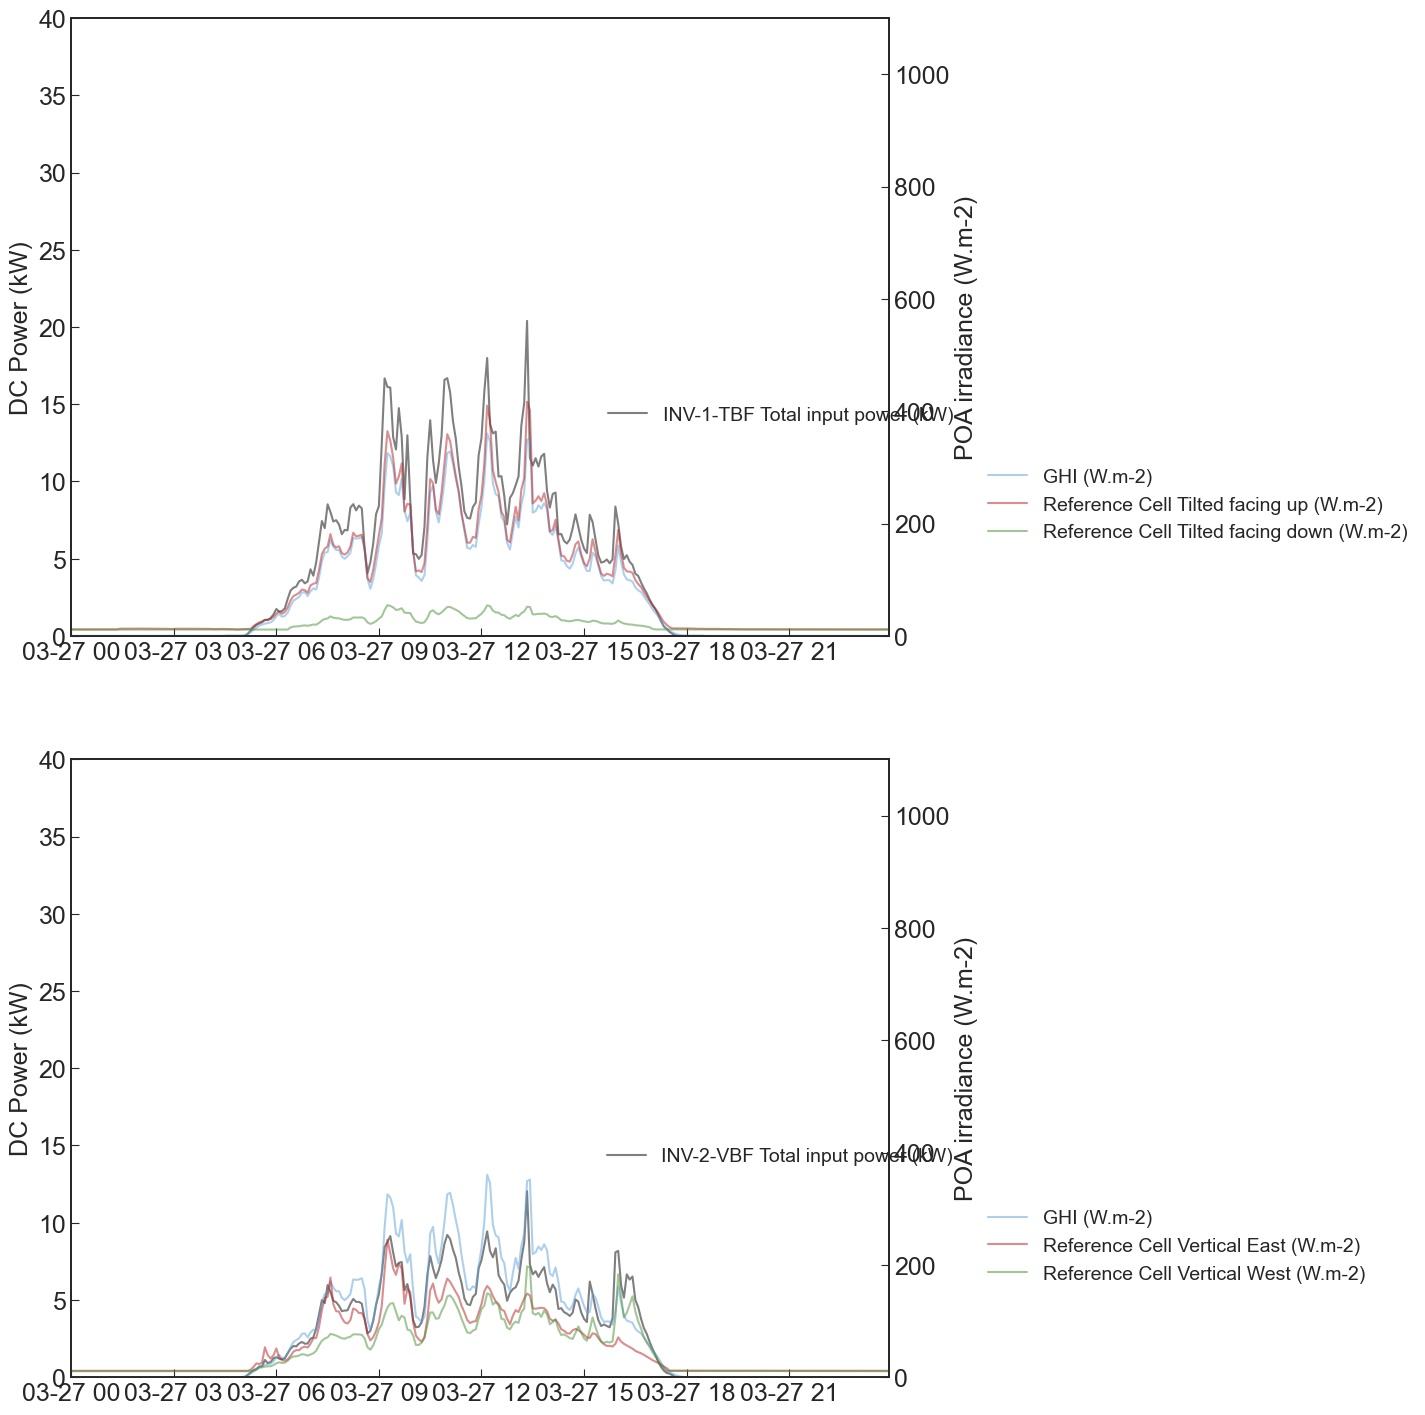 40
35
30
25
20
15
10
5
0
DC Power (kW)
1000
800
600
400
200
0
POA irradiance (W.m-2)
INV-1-TBF Total input power (kW)
GHI (W.m-2)
Reference Cell Tilted facing up (W.m-2)
Reference Cell Tilted facing down (W.m-2)
03-27 00 03-27 03 03-27 06 03-27 09 03-27 12 03-27 15 03-27 18 03-27 21
40
35
30
25
20
15
10
5
0
DC Power (kW)
1000
800
600
400
200
0
POA irradiance (W.m-2)
INV-2-VBF Total input power (kW)
GHI (W.m-2)
Reference Cell Vertical East (W.m-2)
Reference Cell Vertical West (W.m-2)
03-27 00 03-27 03 03-27 06 03-27 09 03-27 12 03-27 15 03-27 18 03-27 21